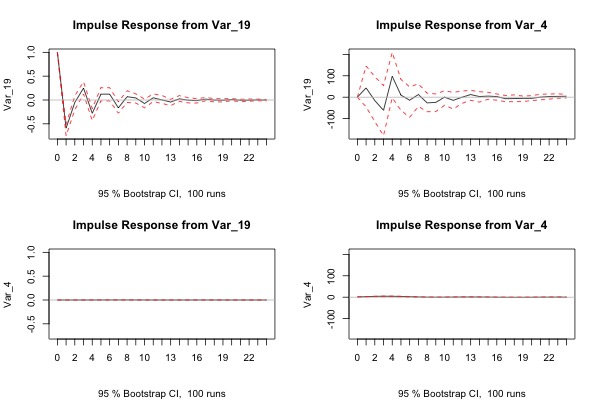 Impulse Response from Var_19
Var_19
1.0
0.5
0.0
-0.5
0 2 4 6 8 10 13 16 19 22
95 % Bootstrap CI, 100 runs
Impulse Response from Var_4
Var_19
100
0
-100
0 2 4 6 8 10 13 16 19 22
95 % Bootstrap CI, 100 runs
Impulse Response from Var_19
Var_4
1.0
0.5
0.0
-0.5
0 2 4 6 8 10 13 16 19 22
95 % Bootstrap CI, 100 runs
Impulse Response from Var_4
Var_4
100
0
-100
0 2 4 6 8 10 13 16 19 22
95 % Bootstrap CI, 100 runs